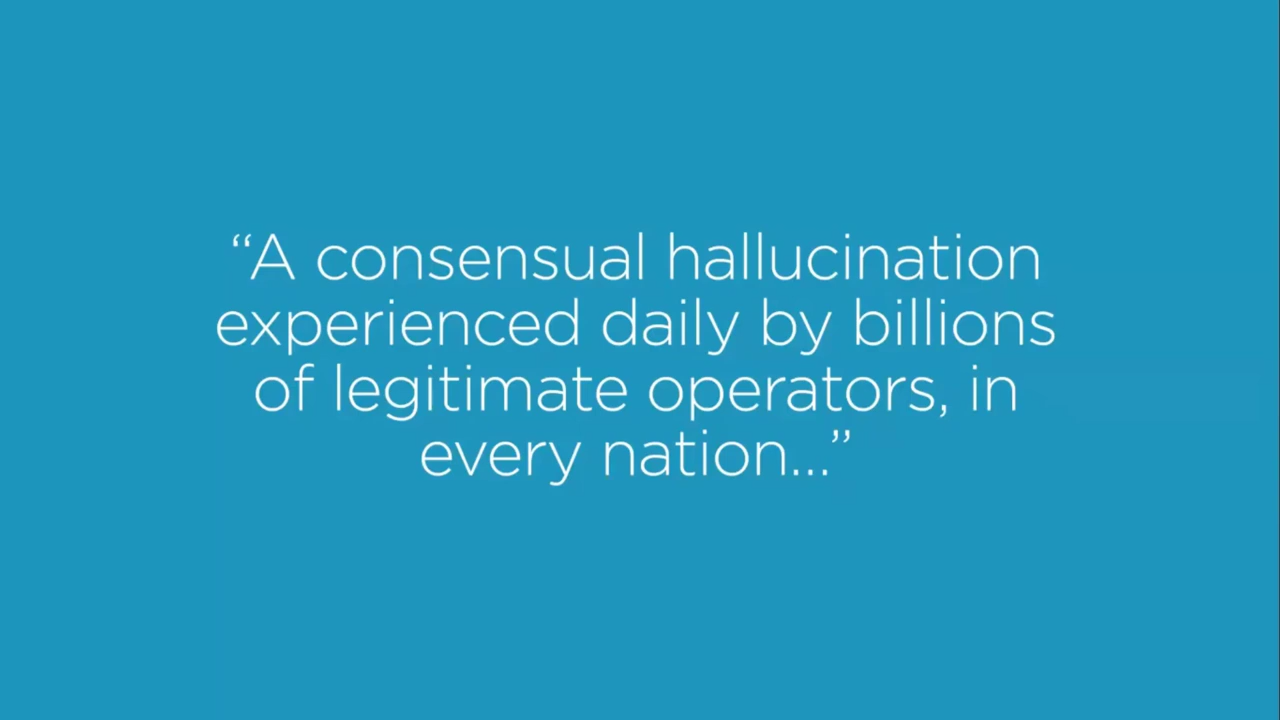 “A consensual hallucination
experienced daily by billions
of legitimate operators, in
every nation...”